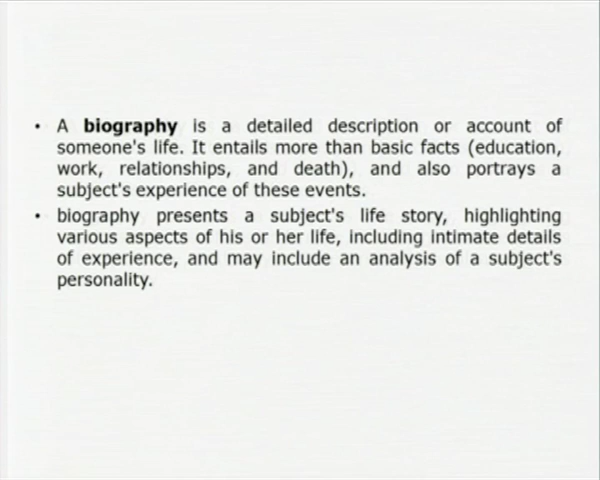 • A biography is a detailed description or account of
someone's life. It entails more than basic facts (education,
work, relationships, and death), and also portrays a
subject's experience of these events.
• biography presents a subject's life story, highlighting
various aspects of his or her life, including intimate details
of experience, and may include an analysis of a subject's
personality.